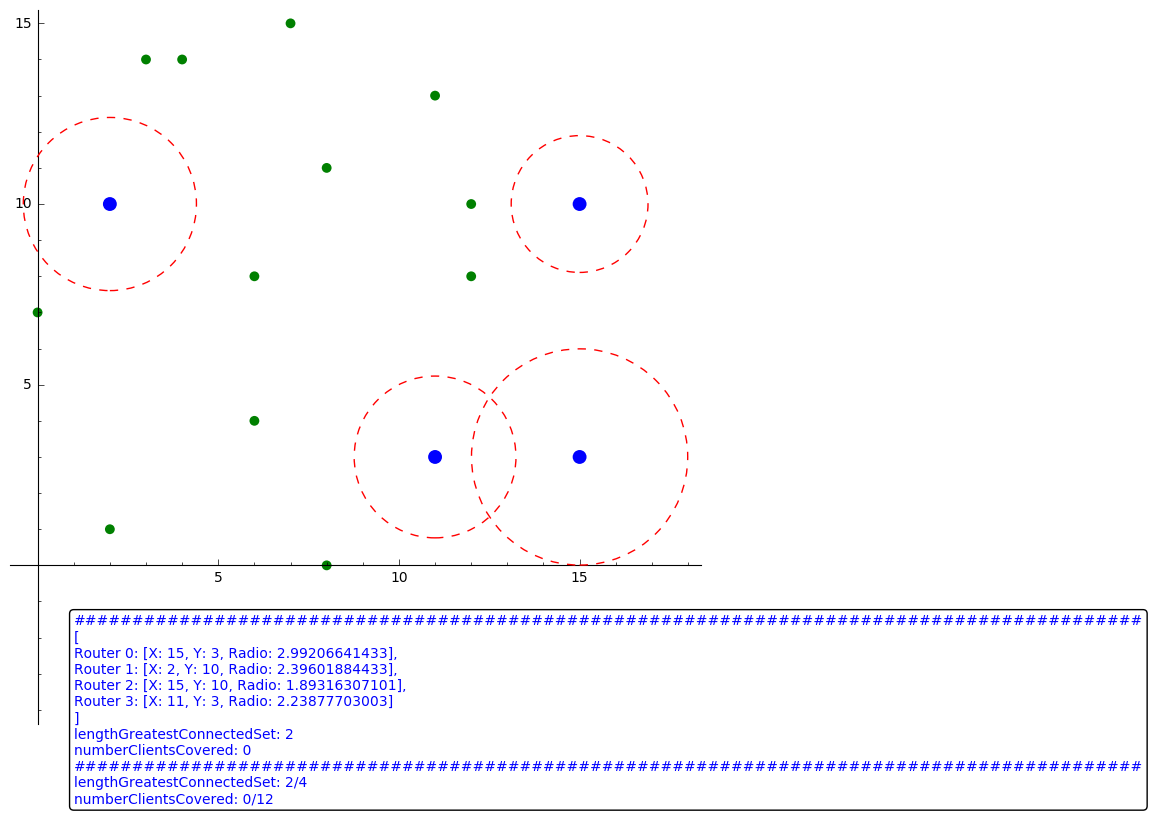 15
10
5
5
10
15
###########################################################################################
[
Router 0: [X: 15, Y: 3, Radio: 2.99206641433],
Router 1: [X: 2, Y: 10, Radio: 2.39601884433],
Router 2: [X: 15, Y: 10, Radio: 1.89316307101],
Router 3: [X: 11, Y: 3, Radio: 2.23877703003]
]
lengthGreatestConnectedSet: 2
numberClientsCovered: 0
###########################################################################################
lengthGreatestConnectedSet: 2/4
numberClientsCovered: 0/12